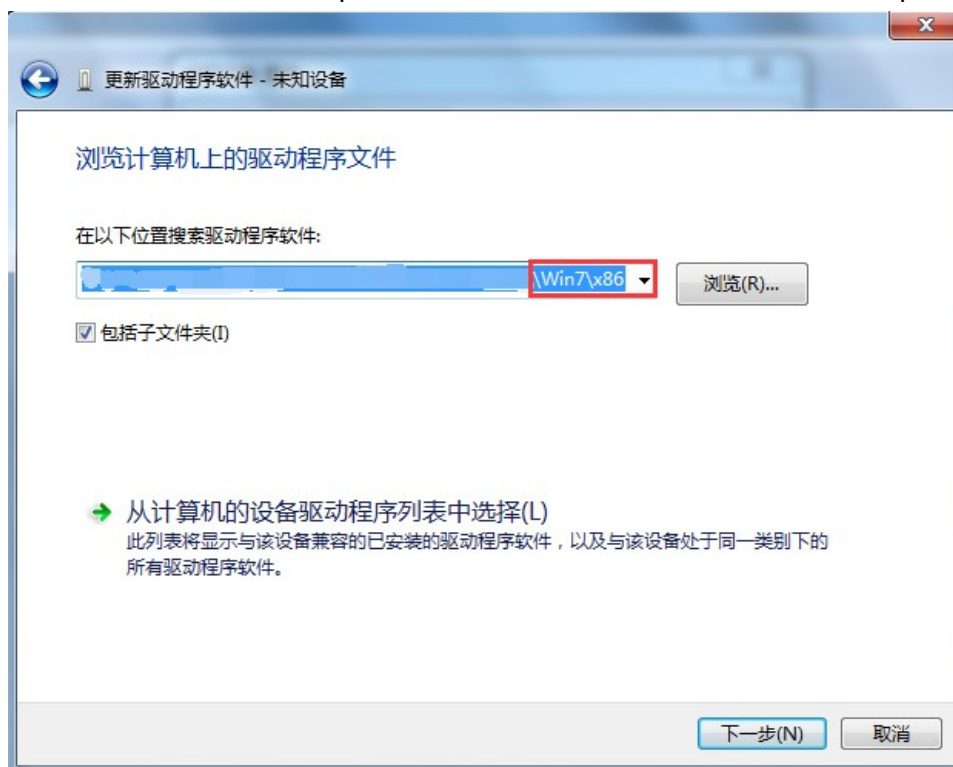 更新驱动程序软件 - 未知设备
浏览计算机上的驱动程序文件
在以下位置搜索驱动程序软件:
\Win7\x86
浏览(R)...
包括子文件夹(I)
从计算机的设备驱动程序列表中选择(L)
此列表将显示与该设备兼容的已安装的驱动程序软件，以及与该设备处于同一类别下的
所有驱动程序软件。
下一步(N)
取消